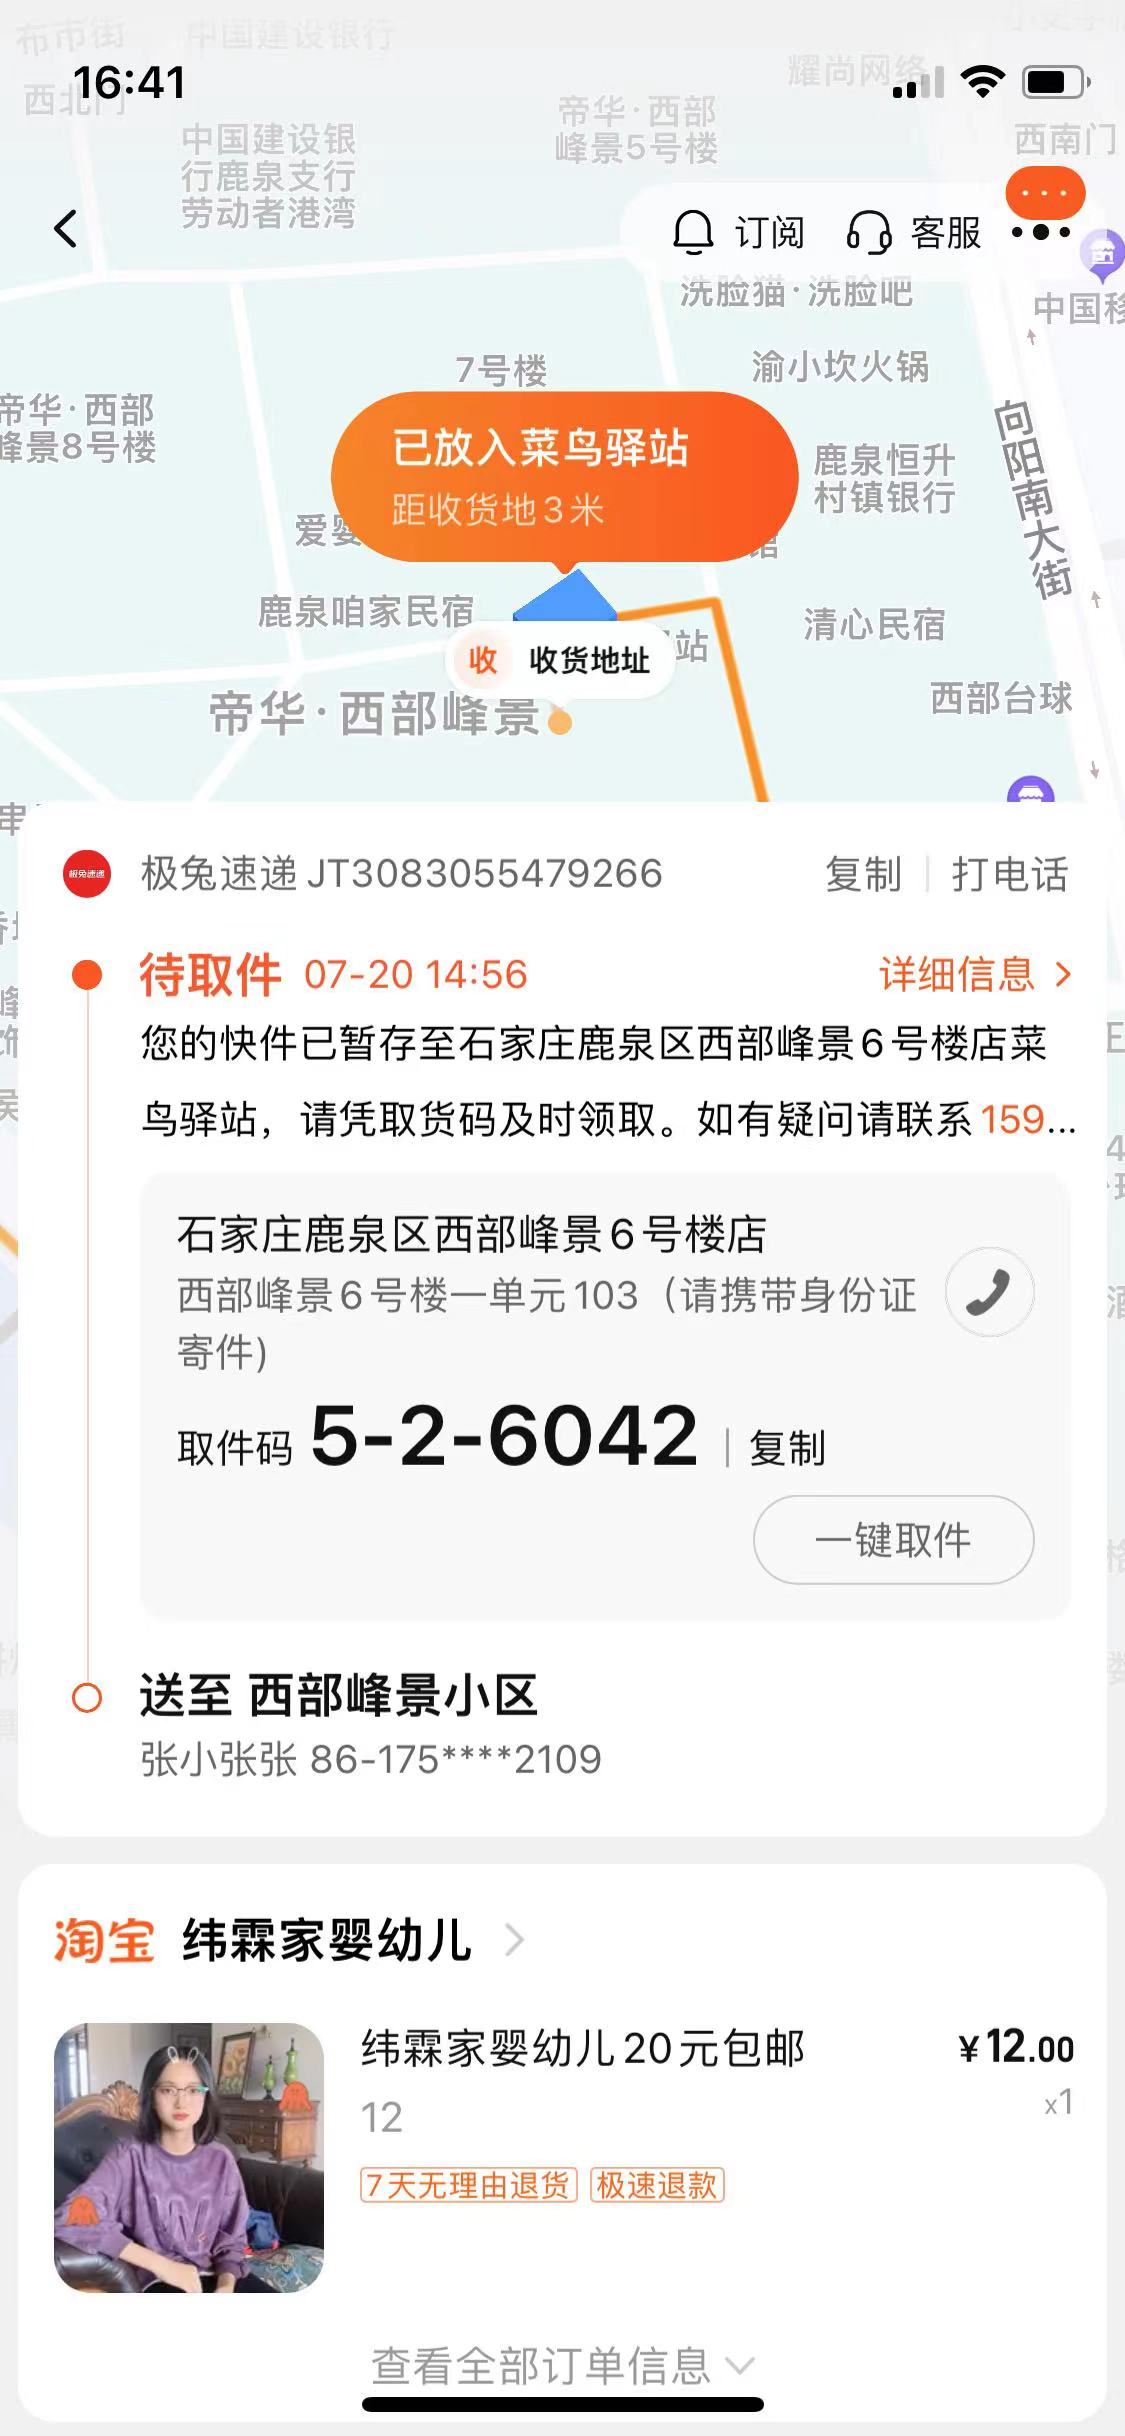 布市街
中国建设银行
16:41
耀尚网络
西北门
中国建设银
行鹿泉支行
劳动者港湾
帝华·西部
峰景5号楼
西南门
订阅
客服
洗脸猫·洗脸吧
中国移
7号楼
渝小坎火锅
帝华·西部
峰景8号楼
已放入菜鸟驿站
距收货地3米
鹿泉恒升
村镇银行
向阳南大街
爱婴
馆
鹿泉咱家民宿
站
清心民宿
收 收货地址
帝华·西部峰景
西部台球
极兔速递
极兔速递 JT3083055479266
复制
打电话
待取件 07-20 14:56
详细信息
您的快件已暂存至石家庄鹿泉区西部峰景6号楼店菜
鸟驿站，请凭取货码及时领取。如有疑问请联系159...
石家庄鹿泉区西部峰景6号楼店
西部峰景6号楼一单元103（请携带身份证
寄件)
取件码 5-2-6042 | 复制
一键取件
送至 西部峰景小区
张小张张 86-175****2109
淘宝 纬霖家婴幼儿
纬霖家婴幼儿20元包邮
¥12.00
12
x1
7天无理由退货 极速退款
查看全部订单信息